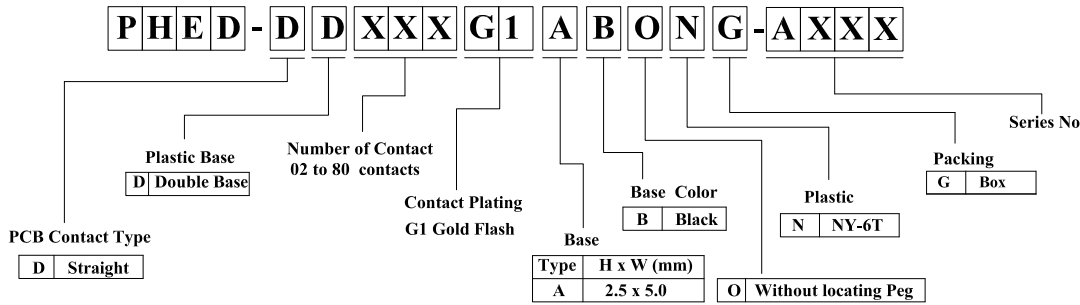 PHED-DDXXXG1ABONG-AXXX
Series No
Number of Contact
02 to 80 contacts
Plastic Base
D Double Base
Packing
G Box
Contact Plating
G1 Gold Flash
Base Color
B Black
Plastic
N NY-6T
PCB Contact Type
D Straight
Base
Type H x W (mm)
A 2.5 x 5.0
O Without locating Peg